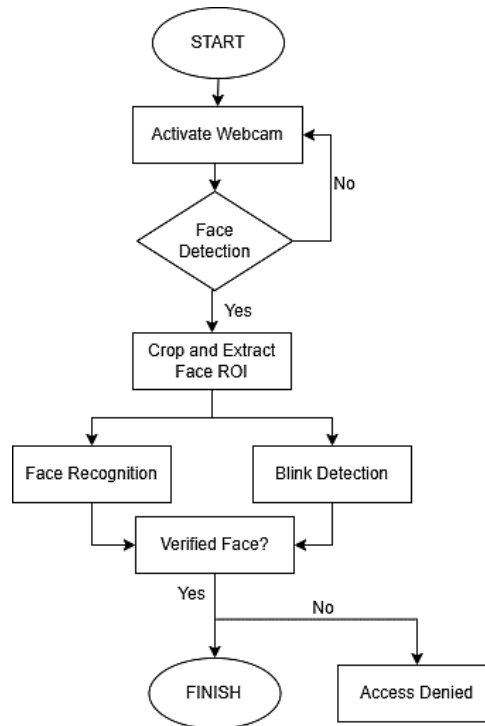 START
Activate Webcam
No
Face
Detection
Yes
Crop and Extract
Face ROI
Face Recognition
Blink Detection
Verified Face?
Yes
No
FINISH
Access Denied